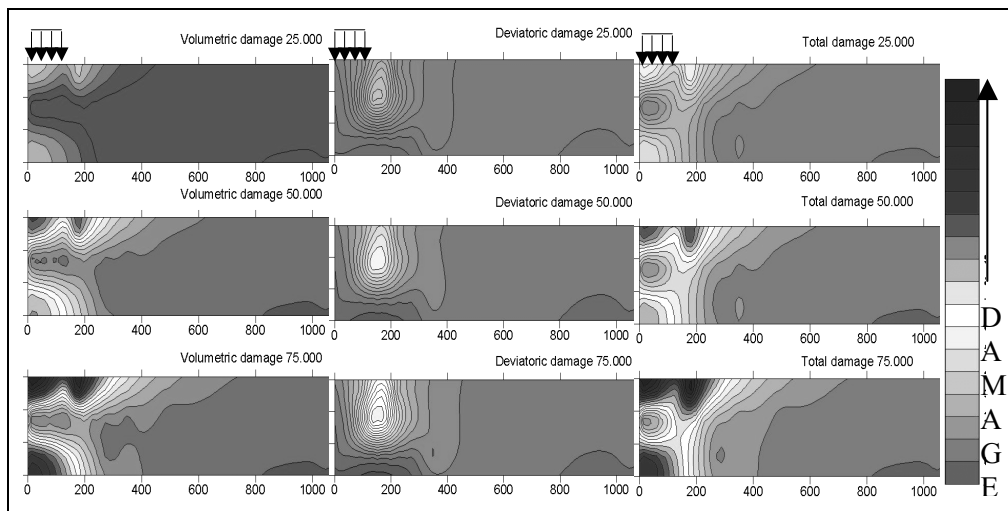 Volumetric damage 25.000
Deviatoric damage 25.000
Total damage 25.000
0 200 400 600 800 1000
0 200 400 600 800 1000
0 200 400 600 800 1000
Volumetric damage 50.000
Deviatoric damage 50.000
Total damage 50.000
0 200 400 600 800 1000
0 200 400 600 800 1000
0 200 400 600 800 1000
Volumetric damage 75.000
Deviatoric damage 75.000
Total damage 75.000
0 200 400 600 800 1000
0 200 400 600 800 1000
0 200 400 600 800 1000
DAMAGE